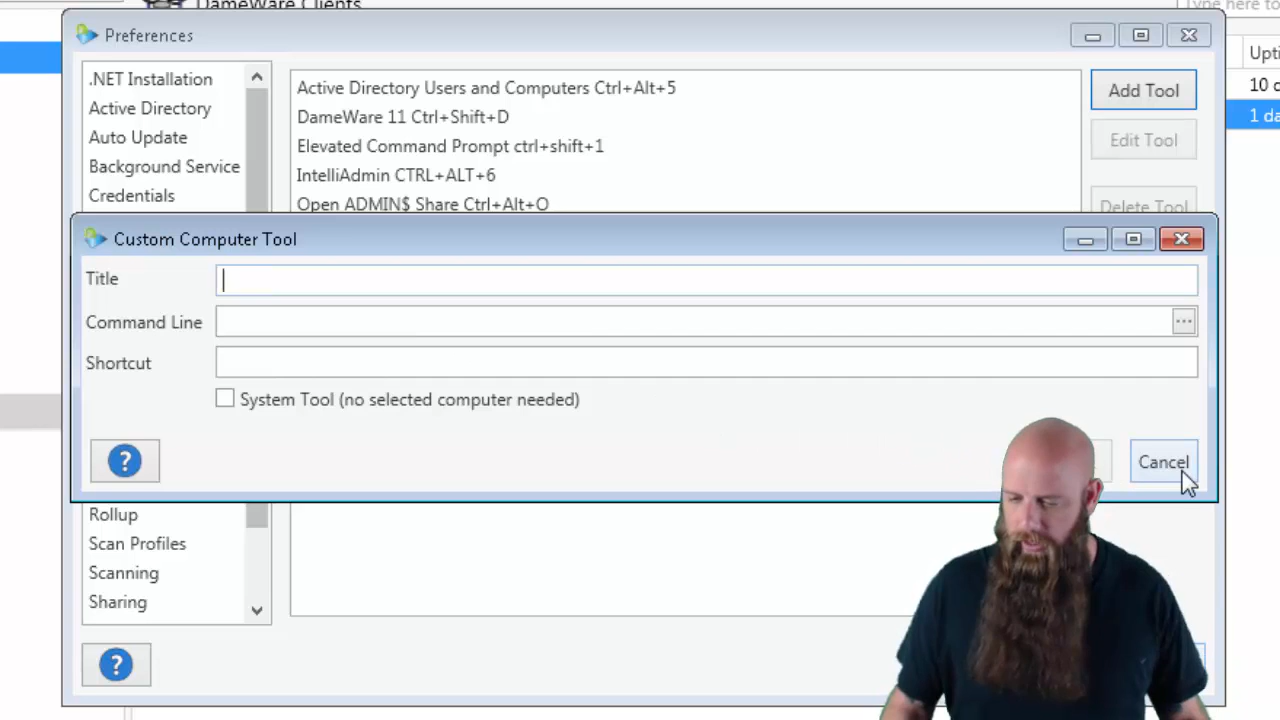 DameWare Clients
Type here to
Preferences
Upti
.NET Installation
Active Directory
Auto Update
Background Service
Credentials
Active Directory Users and Computers Ctrl+Alt+5
DameWare 11 Ctrl+Shift+D
Elevated Command Prompt ctrl+shift+1
IntelliAdmin CTRL+ALT+6
Open ADMIN$ Share Ctrl+Alt+O
Add Tool
Edit Tool
Delete Tool
10 d
1 da
Custom Computer Tool
Title
Command Line
...
Shortcut
System Tool (no selected computer needed)
?
Cancel
Rollup
Scan Profiles
Scanning
Sharing
?